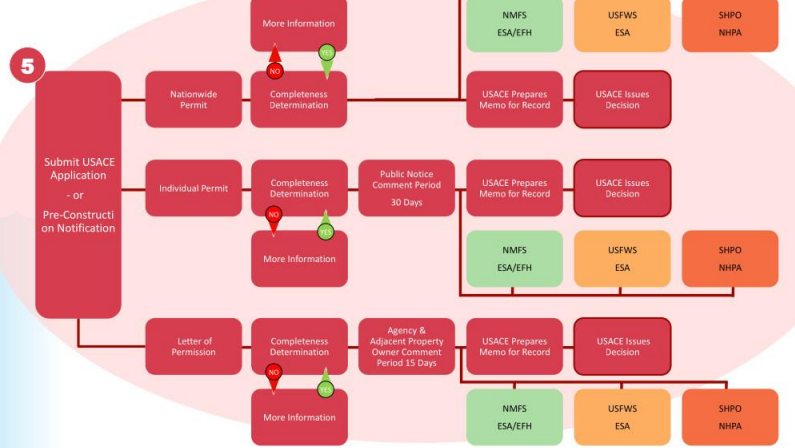 More Information
NMFS
ESA/EFH
USFWS
ESA
SHPO
NHPA
5
NO
YES
Nationwide
Permit
Completeness
Determination
USACE Prepares
Memo for Record
USACE Issues
Decision
Submit USACE
Application
- or
Pre-Constructi
on Notification
Individual Permit
Completeness
Determination
Public Notice
Comment Period
30 Days
USACE Prepares
Memo for Record
USACE Issues
Decision
NO
YES
More Information
NMFS
ESA/EFH
USFWS
ESA
SHPO
NHPA
Letter of
Permission
Completeness
Determination
Agency &
Adjacent Property
Owner Comment
Period 15 Days
USACE Prepares
Memo for Record
USACE Issues
Decision
NO
YES
More Information
NMFS
ESA/EFH
USFWS
ESA
SHPO
NHPA